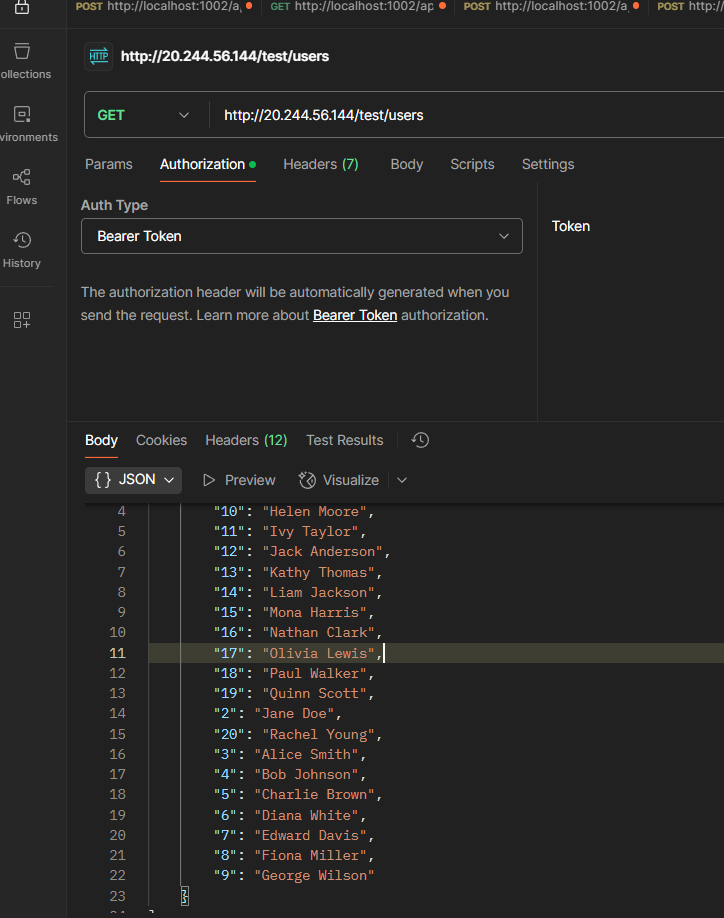 POST http://localhost:1002/a GET http://localhost:1002/ap POST http://localhost:1002/a POST http:/
http://20.244.56.144/test/users
ollections
GET http://20.244.56.144/test/users
vironments
Params Authorization Headers (7) Body Scripts Settings
Flows
Auth Type
Bearer Token
Token
History
The authorization header will be automatically generated when you
send the request. Learn more about Bearer Token authorization.
Body Cookies Headers (12) Test Results
{} JSON Preview Visualize
4 "10": "Helen Moore",
5 "11": "Ivy Taylor",
6 "12": "Jack Anderson",
7 "13": "Kathy Thomas",
8 "14": "Liam Jackson",
9 "15": "Mona Harris",
10 "16": "Nathan Clark",
11 "17": "Olivia Lewis",
12 "18": "Paul Walker",
13 "19": "Quinn Scott",
14 "2": "Jane Doe",
15 "20": "Rachel Young",
16 "3": "Alice Smith",
17 "4": "Bob Johnson",
18 "5": "Charlie Brown",
19 "6": "Diana White",
20 "7": "Edward Davis",
21 "8": "Fiona Miller",
22 "9": "George Wilson"
23 }